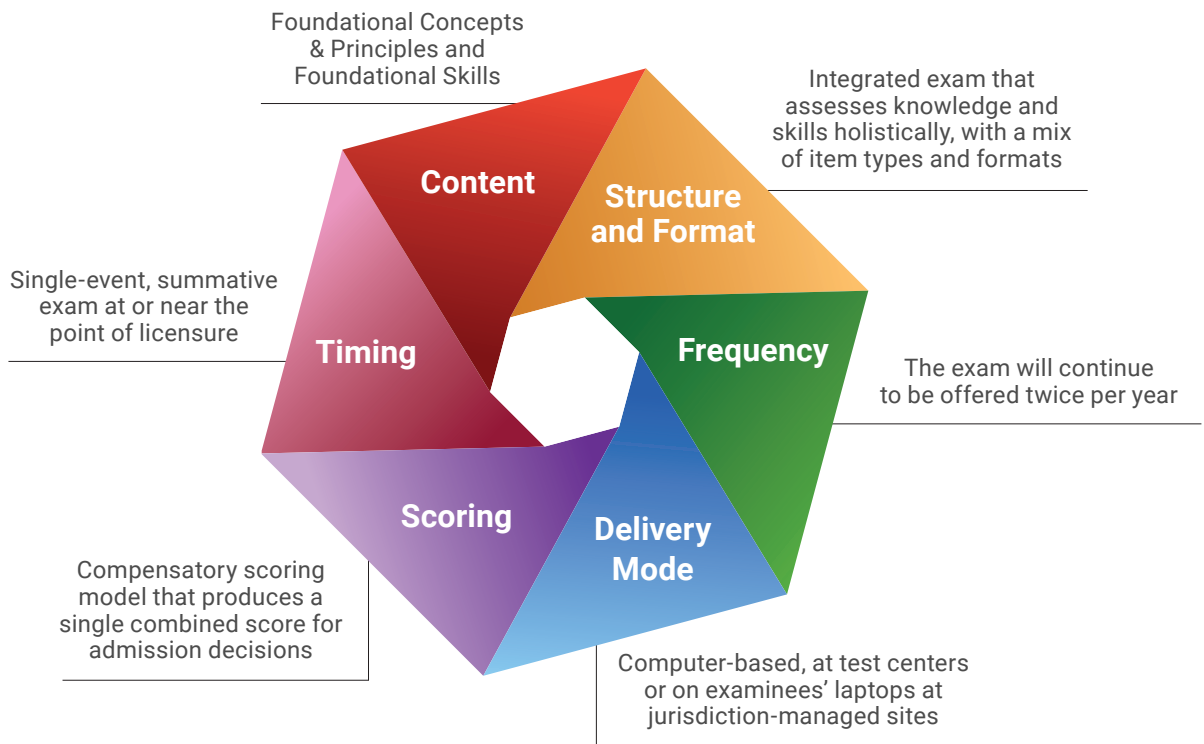 Foundational Concepts
& Principles and
Foundational Skills
Content
Integrated exam that
assesses knowledge and
skills holistically, with a mix
of item types and formats
Structure
and Format
Single-event, summative
exam at or near the
point of licensure
Timing
Frequency
The exam will continue
to be offered twice per year
Scoring
Compensatory scoring
model that produces a
single combined score for
admission decisions
Delivery
Mode
Computer-based, at test centers
or on examinees’ laptops at
jurisdiction-managed sites